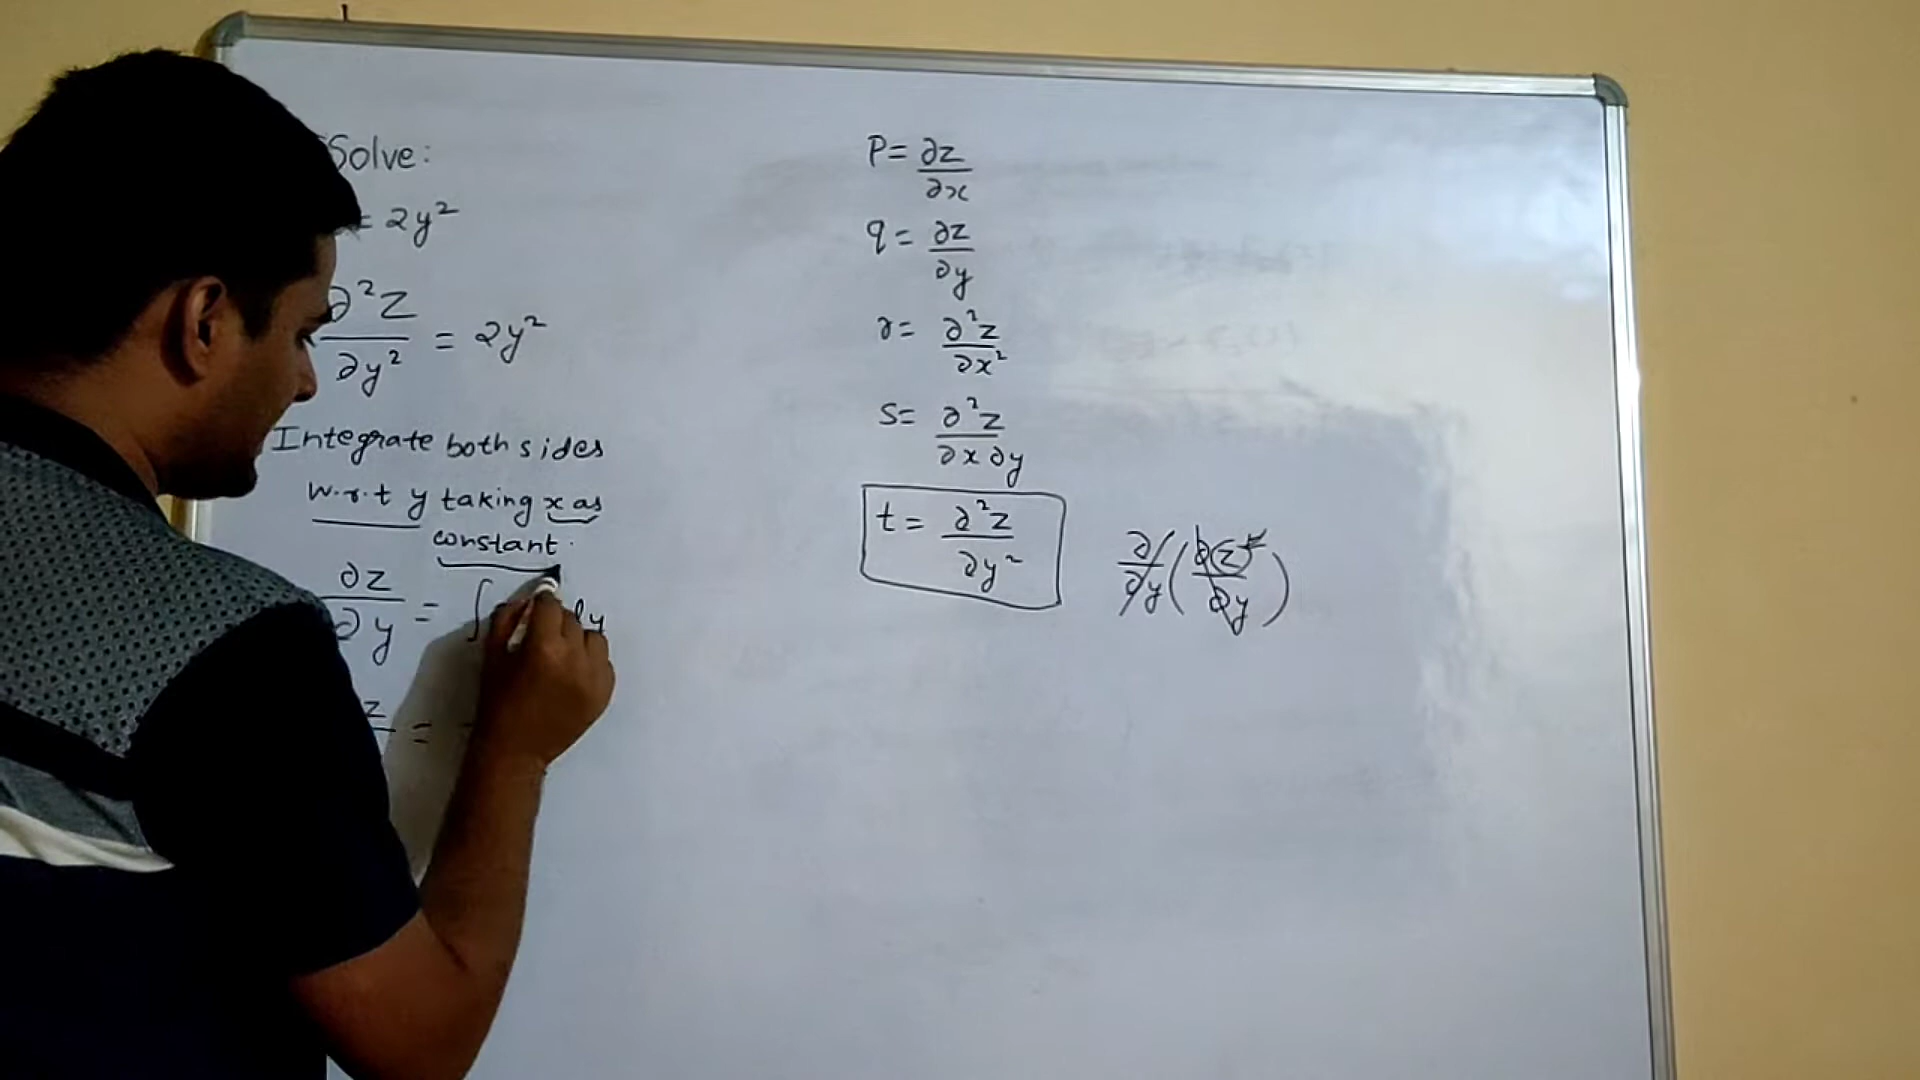 Solve:
= 2y²
∂²z/∂y² = 2y²
Integrate both sides
w.r.t y taking x as
constant.
∂z/∂y = ∫ dy
z =
P = ∂z/∂x
q = ∂z/∂y
r = ∂²z/∂x²
S = ∂²z/∂x∂y
t = ∂²z/∂y²
∂/∂y (∂(z)/∂y)